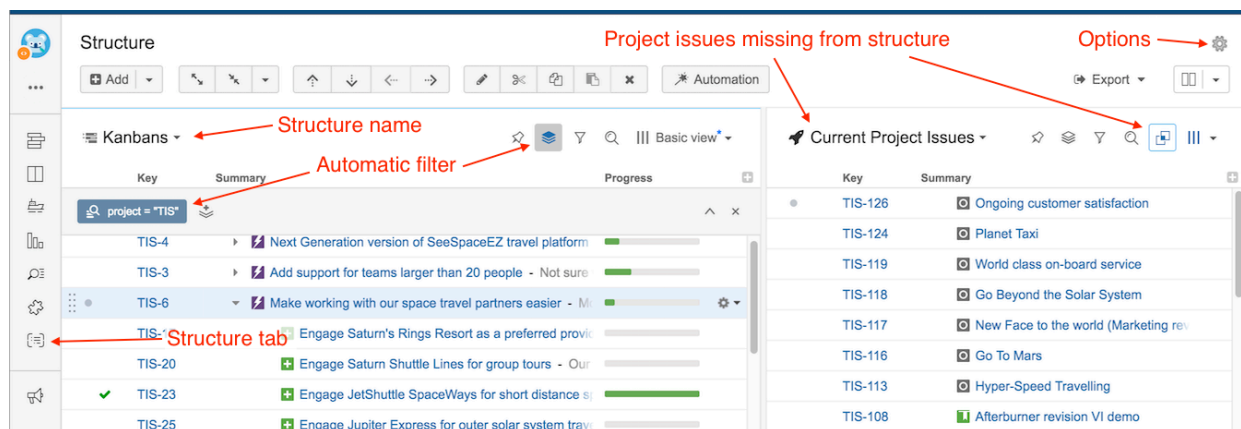 Structure
Project issues missing from structure
Options
Add
Automation
Export
Kanbans
Structure name
Basic view*
Current Project Issues
Automatic filter
Key Summary Progress
Key Summary
project = "TIS"
TIS-4 Next Generation version of SeeSpaceEZ travel platform
TIS-3 Add support for teams larger than 20 people - Not sure
TIS-6 Make working with our space travel partners easier -
Engage Saturn's Rings Resort as a preferred
Structure tab
TIS-20 Engage Saturn Shuttle Lines for group tours - Our
TIS-23 Engage JetShuttle SpaceWays for short distance
TIS-25 Engage Jupiter Express for outer solar system
TIS-126 Ongoing customer satisfaction
TIS-124 Planet Taxi
TIS-119 World class on-board service
TIS-118 Go Beyond the Solar System
TIS-117 New Face to the world (Marketing
TIS-116 Go To Mars
TIS-113 Hyper-Speed Travelling
TIS-108 Afterburner revision VI demo